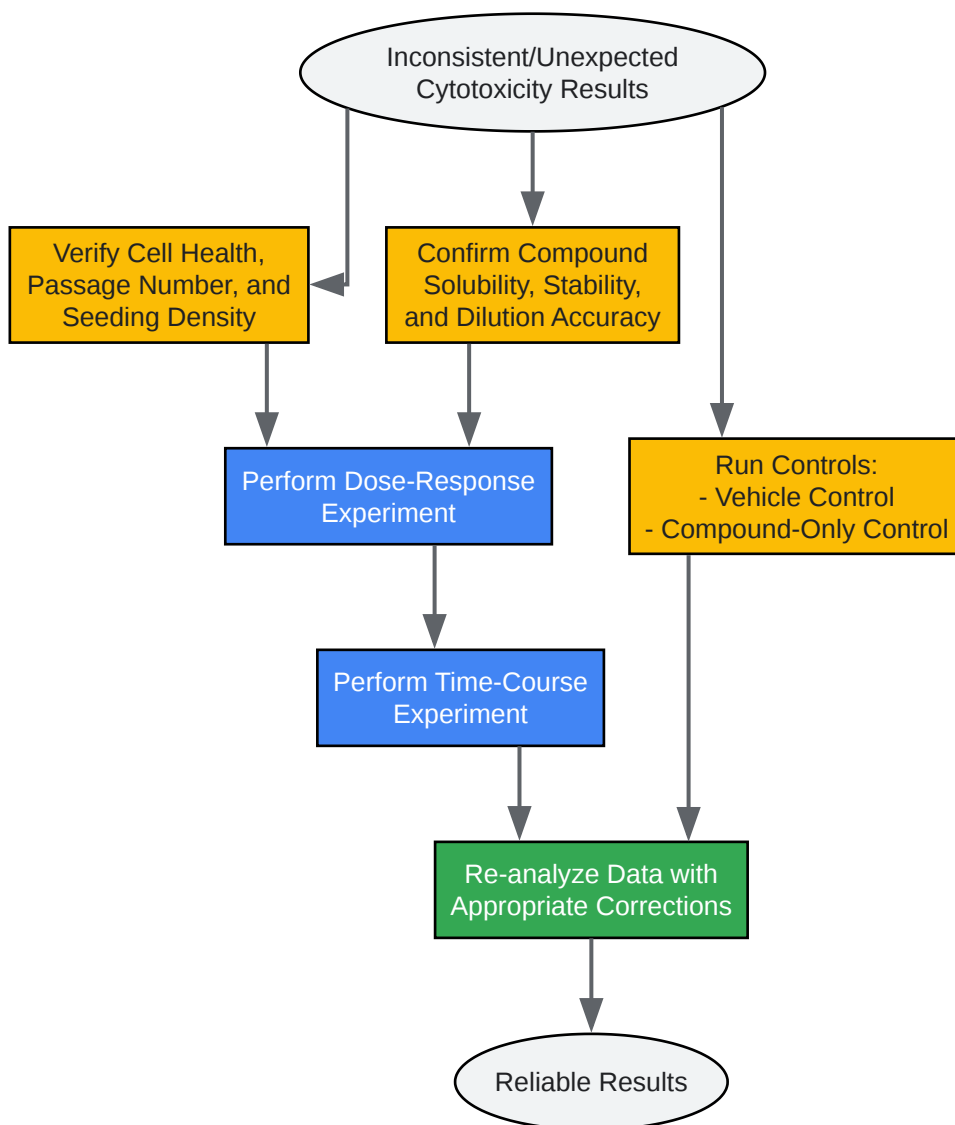 Inconsistent/Unexpected
Cytotoxicity Results
Verify Cell Health,
Passage Number, and
Seeding Density
Confirm Compound
Solubility, Stability,
and Dilution Accuracy
Perform Dose-Response
Experiment
Run Controls:
- Vehicle Control
- Compound-Only Control
Perform Time-Course
Experiment
Re-analyze Data with
Appropriate Corrections
Reliable Results